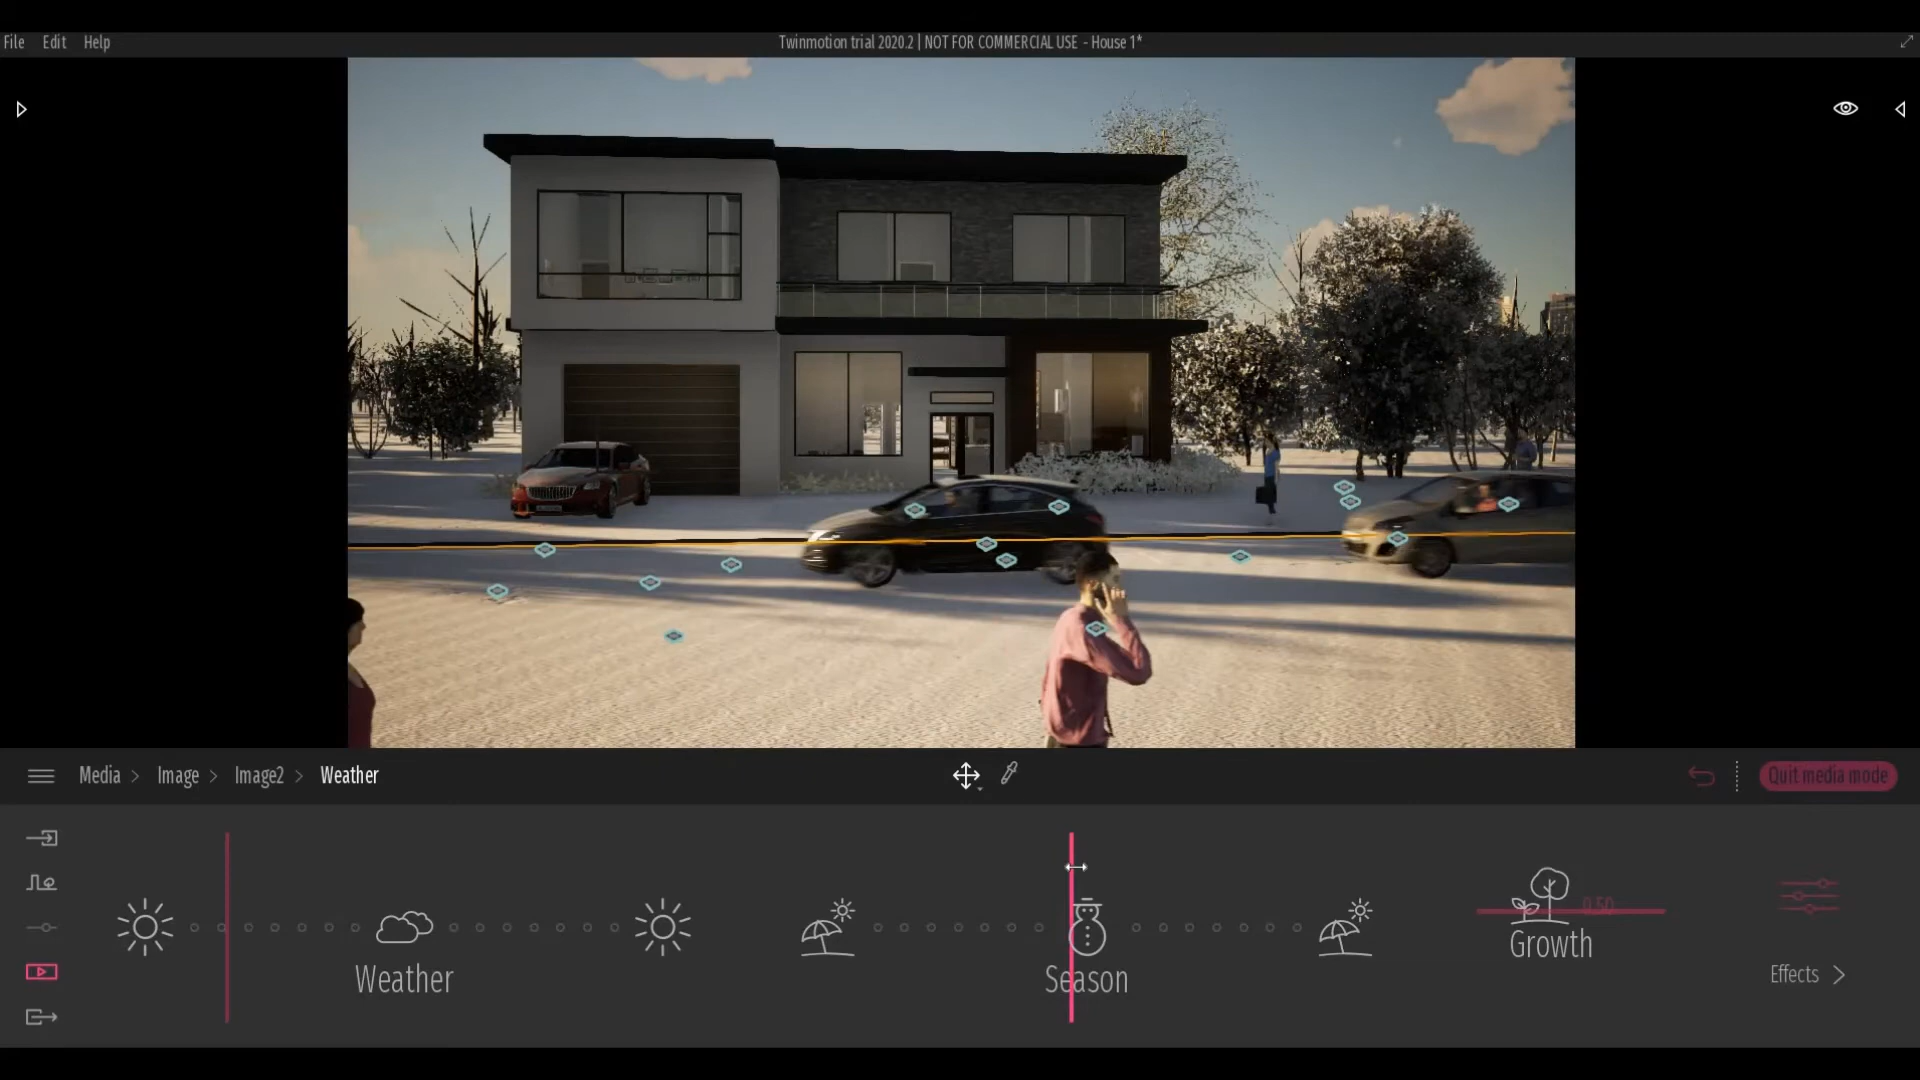 File Edit Help
Twinmotion trial 2020.2 | NOT FOR COMMERCIAL USE - House 1*
Media > Image > Image2 > Weather
Quit media mode
0.50
Weather
Season
Growth
Effects >